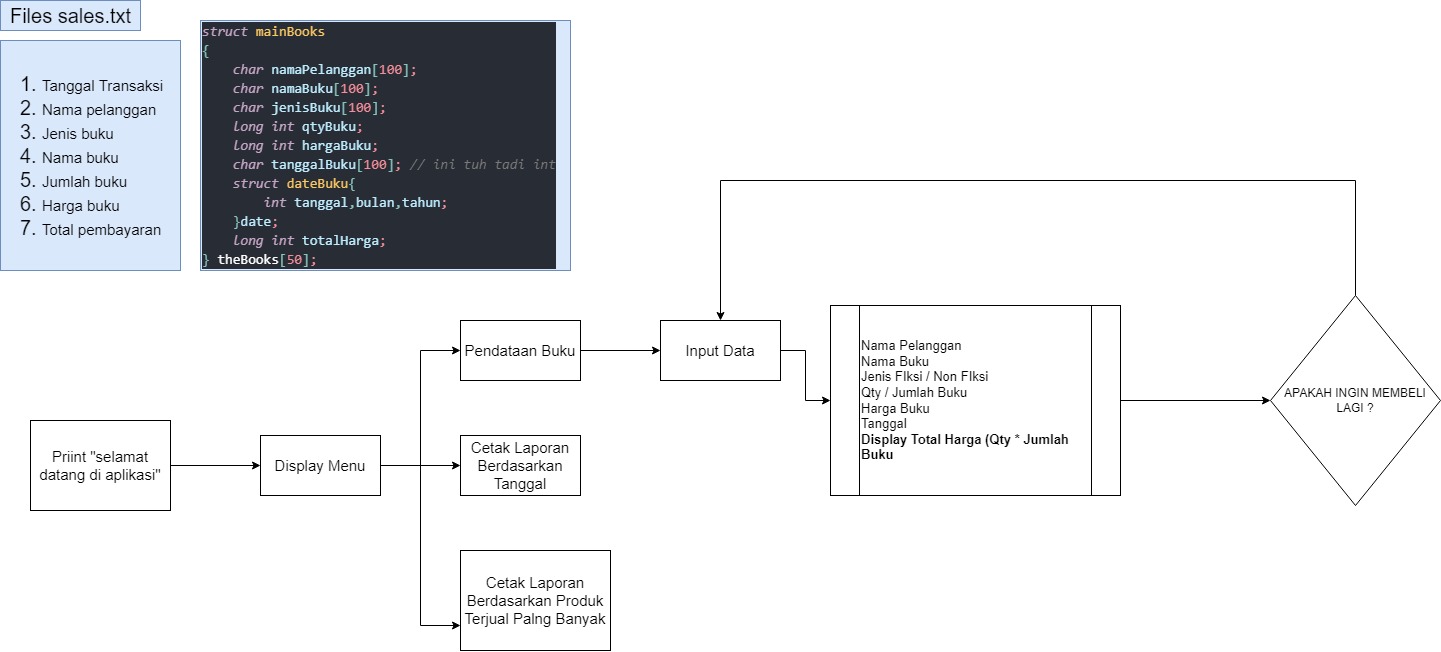 Files sales.txt
1. Tanggal Transaksi
2. Nama pelanggan
3. Jenis buku
4. Nama buku
5. Jumlah buku
6. Harga buku
7. Total pembayaran
struct mainBooks
{
    char namaPelanggan[100];
    char namaBuku[100];
    char jenisBuku[100];
    long int qtyBuku;
    long int hargaBuku;
    char tanggalBuku[100]; // ini tuh tadi int
    struct dateBuku{
        int tanggal,bulan,tahun;
    }date;
    long int totalHarga;
} theBooks[50];
Priint "selamat
datang di aplikasi"
Display Menu
Pendataan Buku
Cetak Laporan
Berdasarkan
Tanggal
Cetak Laporan
Berdasarkan Produk
Terjual Palng Banyak
Input Data
Nama Pelanggan
Nama Buku
Jenis FIksi / Non FIksi
Qty / Jumlah Buku
Harga Buku
Tanggal
Display Total Harga (Qty * Jumlah
Buku
APAKAH INGIN MEMBELI
LAGI ?